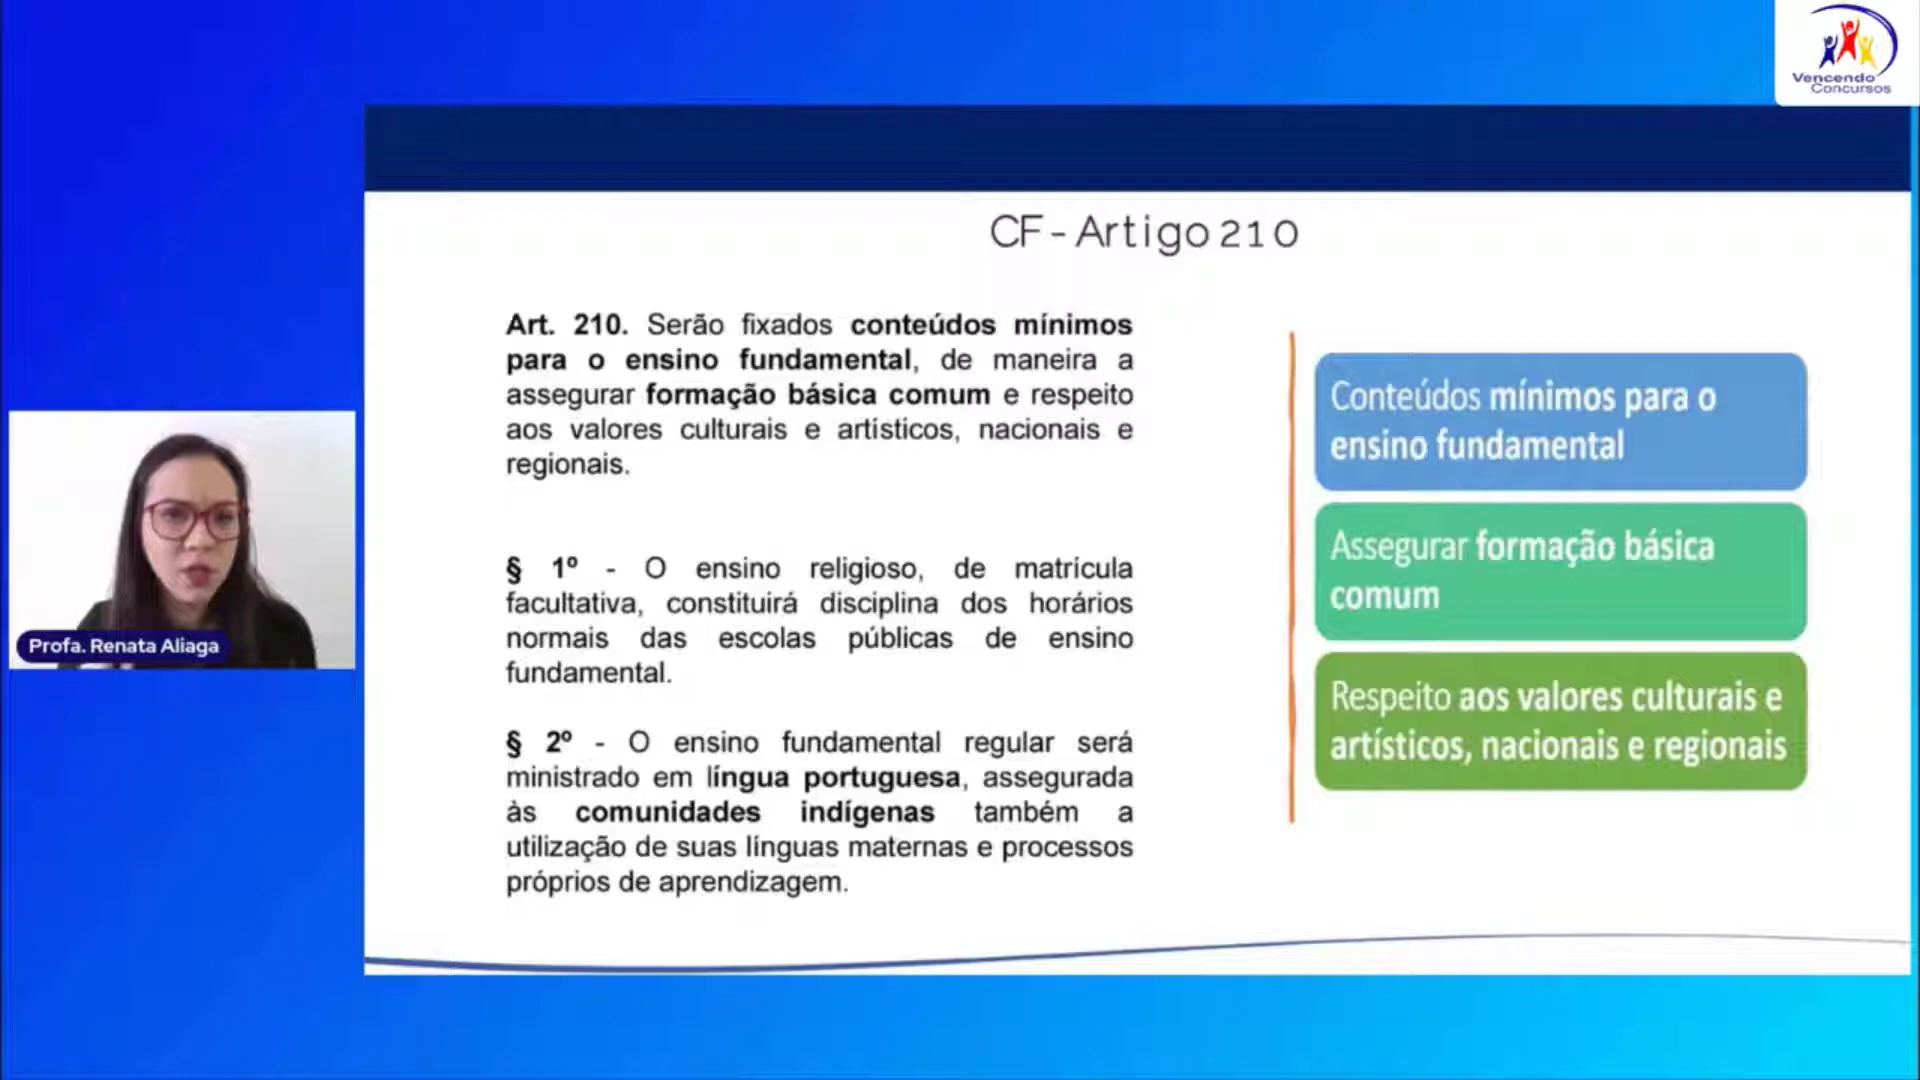 Vencendo
Concursos
CF - Artigo 210
Art. 210. Serão fixados conteúdos mínimos
para o ensino fundamental, de maneira a
assegurar formação básica comum e respeito
aos valores culturais e artísticos, nacionais e
regionais.
§ 1º - O ensino religioso, de matrícula
facultativa, constituirá disciplina dos horários
normais das escolas públicas de ensino
fundamental.
§ 2º - O ensino fundamental regular será
ministrado em língua portuguesa, assegurada
às comunidades indígenas também a
utilização de suas línguas maternas e processos
próprios de aprendizagem.
Conteúdos mínimos para o
ensino fundamental
Assegurar formação básica
comum
Respeito aos valores culturais e
artísticos, nacionais e regionais
Profa. Renata Aliaga